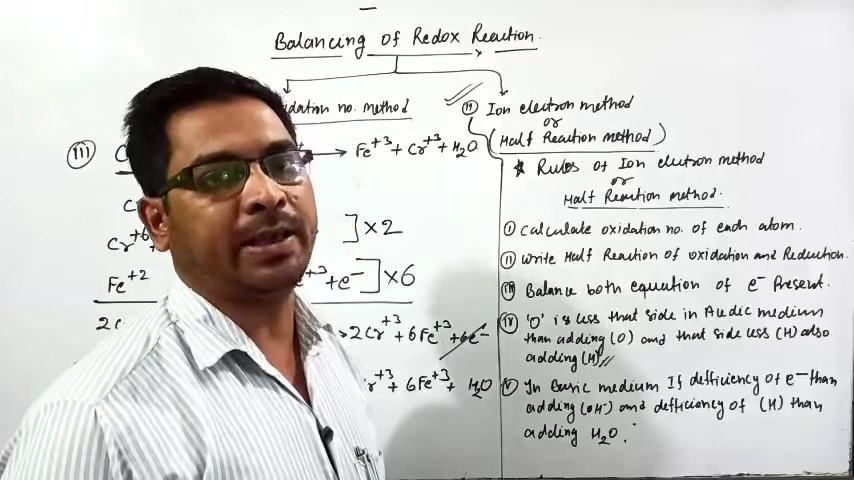 Balancing of Redox Reaction.
idation no. method
III
Fe+3 + Cr+3 + H2O
Cr+6
] × 2
Fe+2
e+3 + e− ] × 6
2C
2Cr+3 + 6Fe+3 + 6e−
r+3 + 6Fe+3 + H2O
II Ion electron method
or
(Half Reaction method)
* Rules of Ion electron method
or
Half Reaction method.
I Calculate oxidation no. of each atom.
II Write Half Reaction of oxidation and Reduction.
III Balance both equation of e− Present.
IV 'O' is less that side in Acidic medium
than adding (O) and that side less (H) also
adding (H)
V In Basic medium If defficiency of e− than
adding (OH−) and defficiency of (H) than
adding H2O.